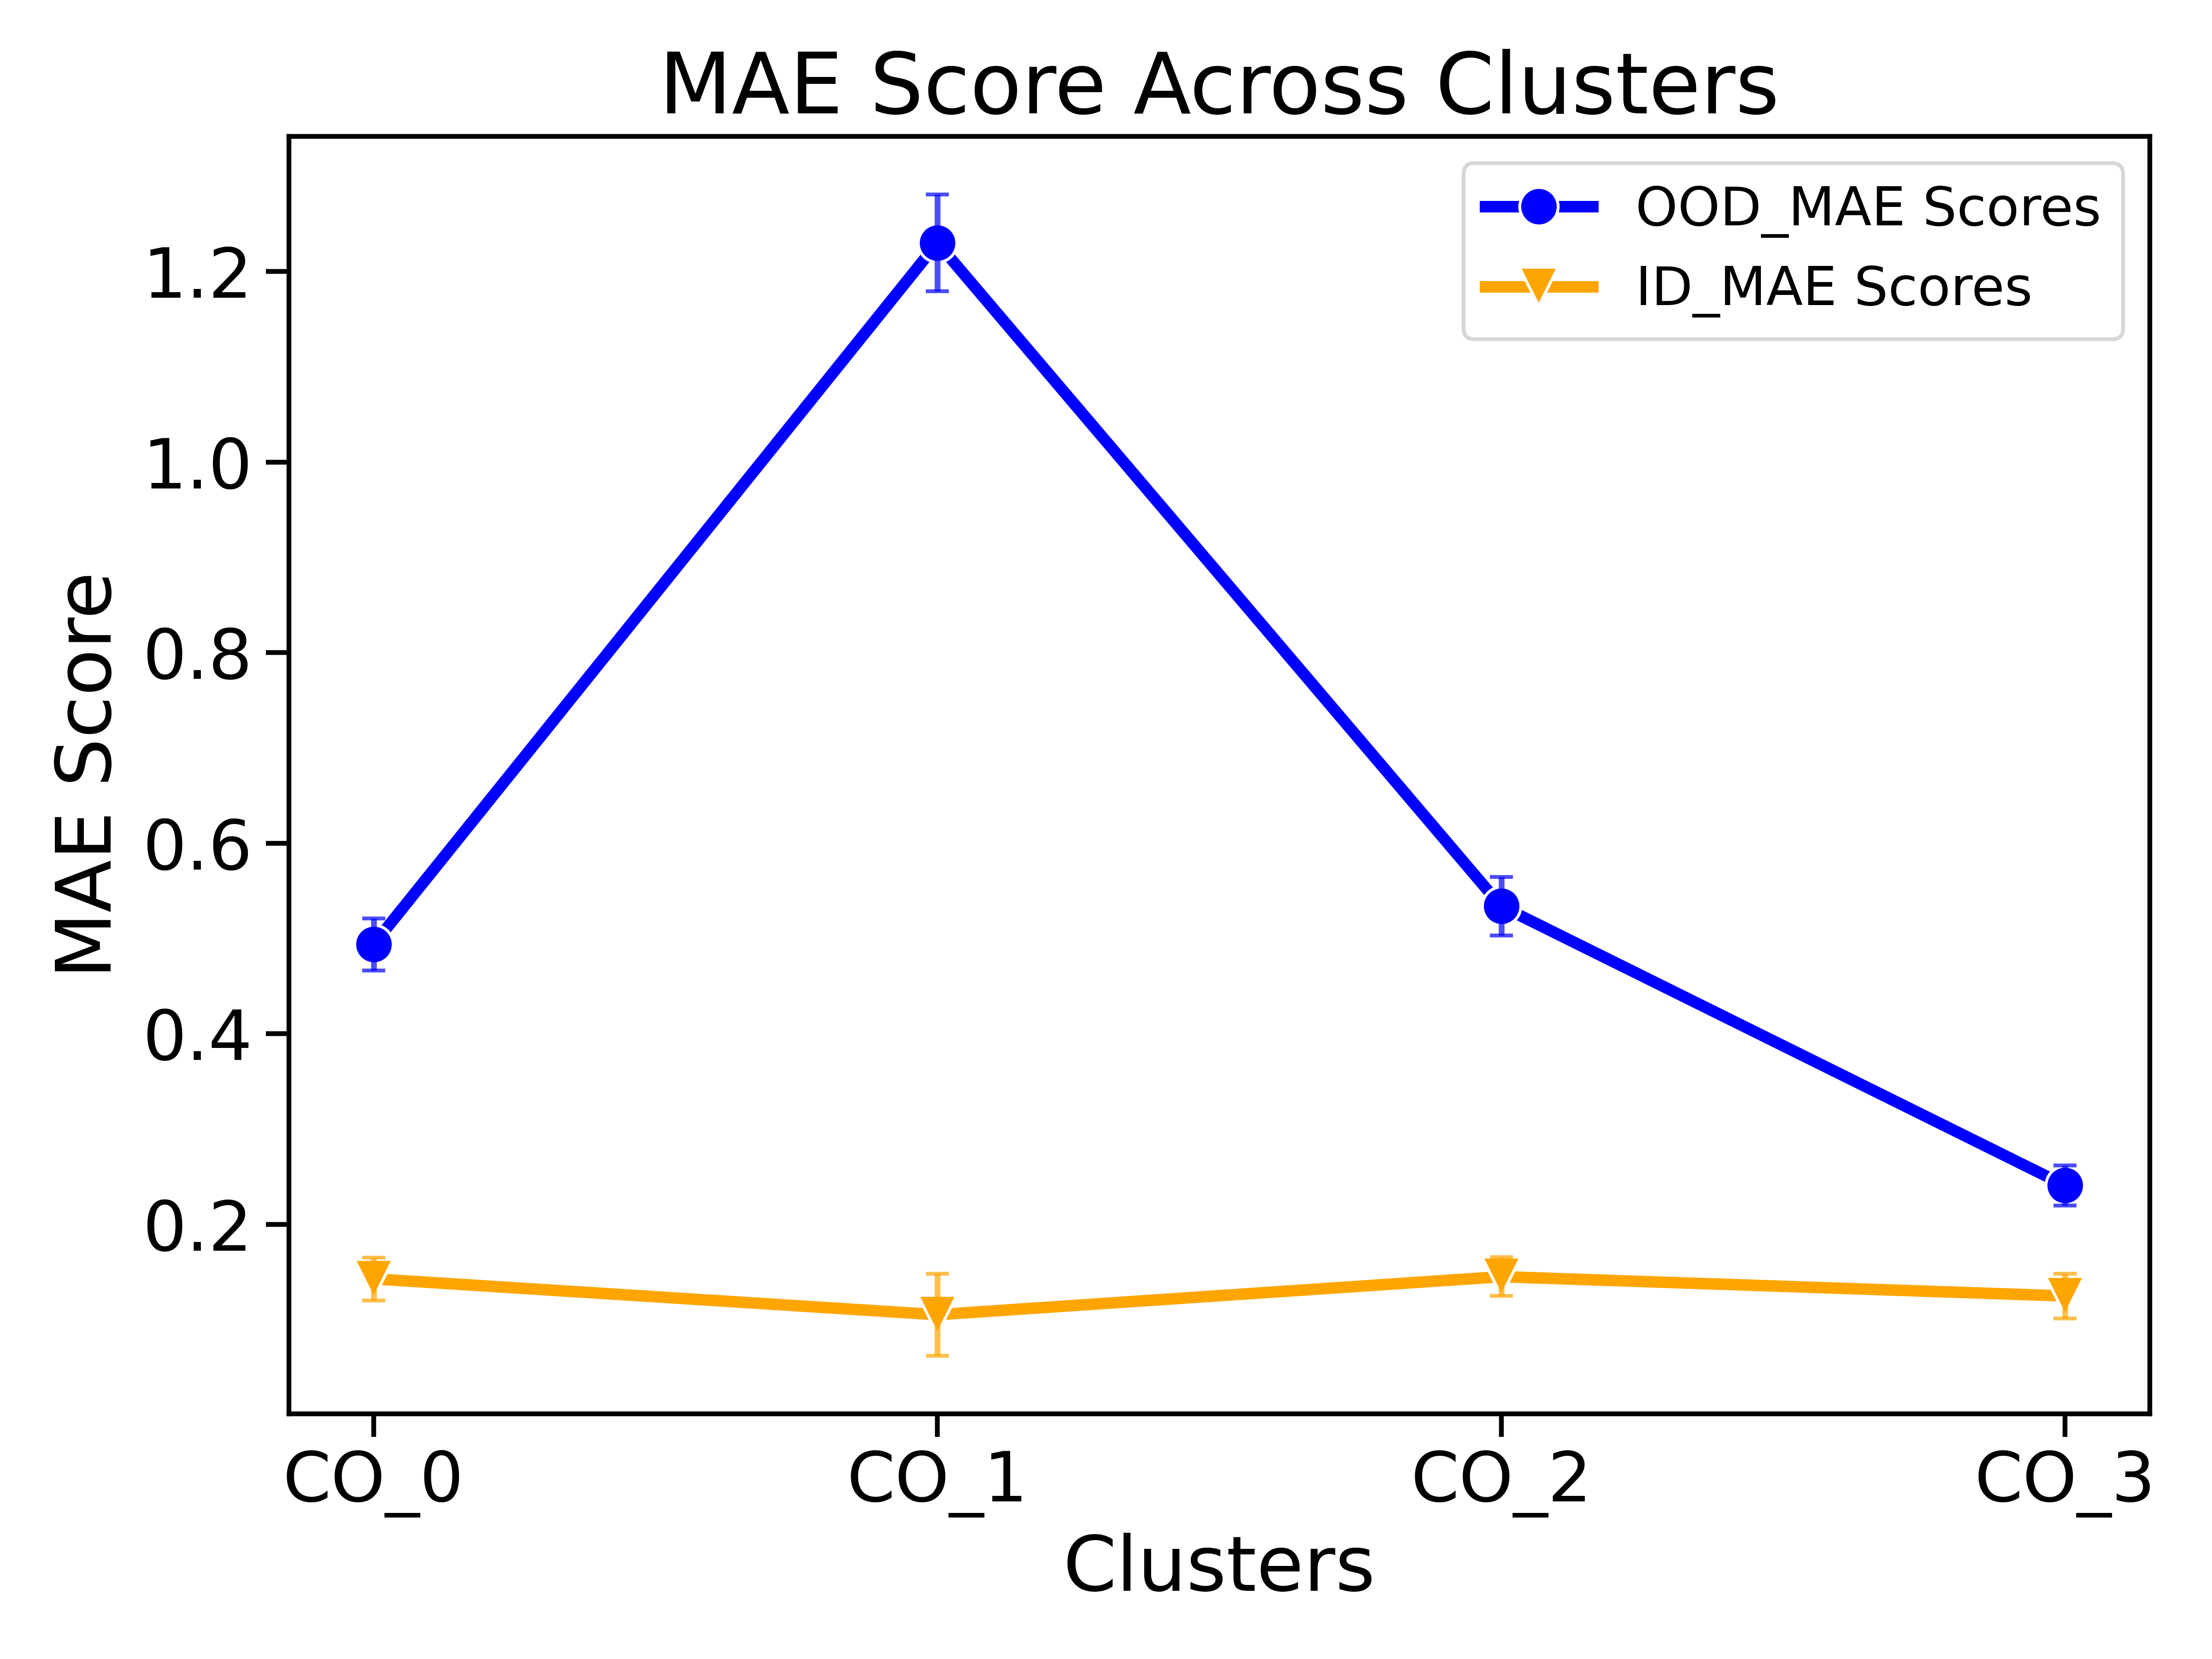 MAE Score Across Clusters
OOD_MAE Scores
ID_MAE Scores
MAE Score
1.2
1.0
0.8
0.6
0.4
0.2
CO_0 CO_1 CO_2 CO_3
Clusters